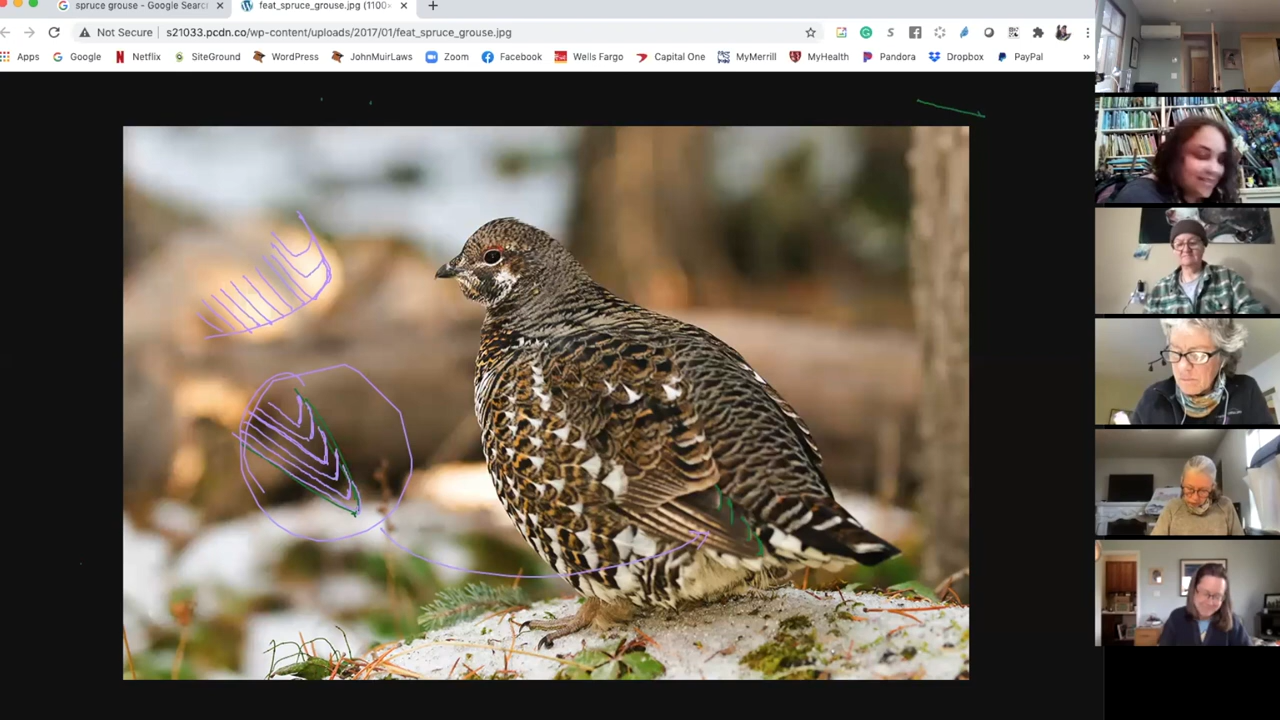 spruce grouse - Google Searc
feat_spruce_grouse.jpg (1100×
Not Secure
s21033.pcdn.co/wp-content/uploads/2017/01/feat_spruce_grouse.jpg
Apps Google Netflix SiteGround WordPress JohnMuirLaws Zoom Facebook Wells Fargo Capital One MyMerrill MyHealth Pandora Dropbox PayPal »